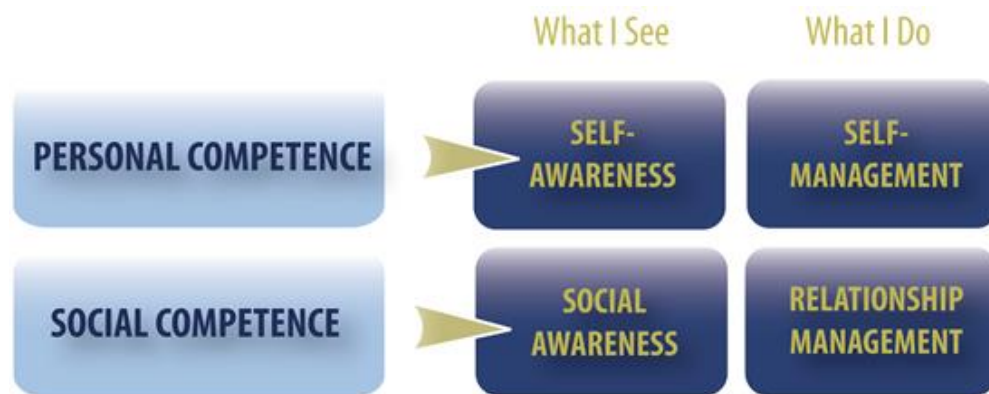 What I See
What I Do
PERSONAL COMPETENCE
SELF-
AWARENESS
SELF-
MANAGEMENT
SOCIAL COMPETENCE
SOCIAL
AWARENESS
RELATIONSHIP
MANAGEMENT